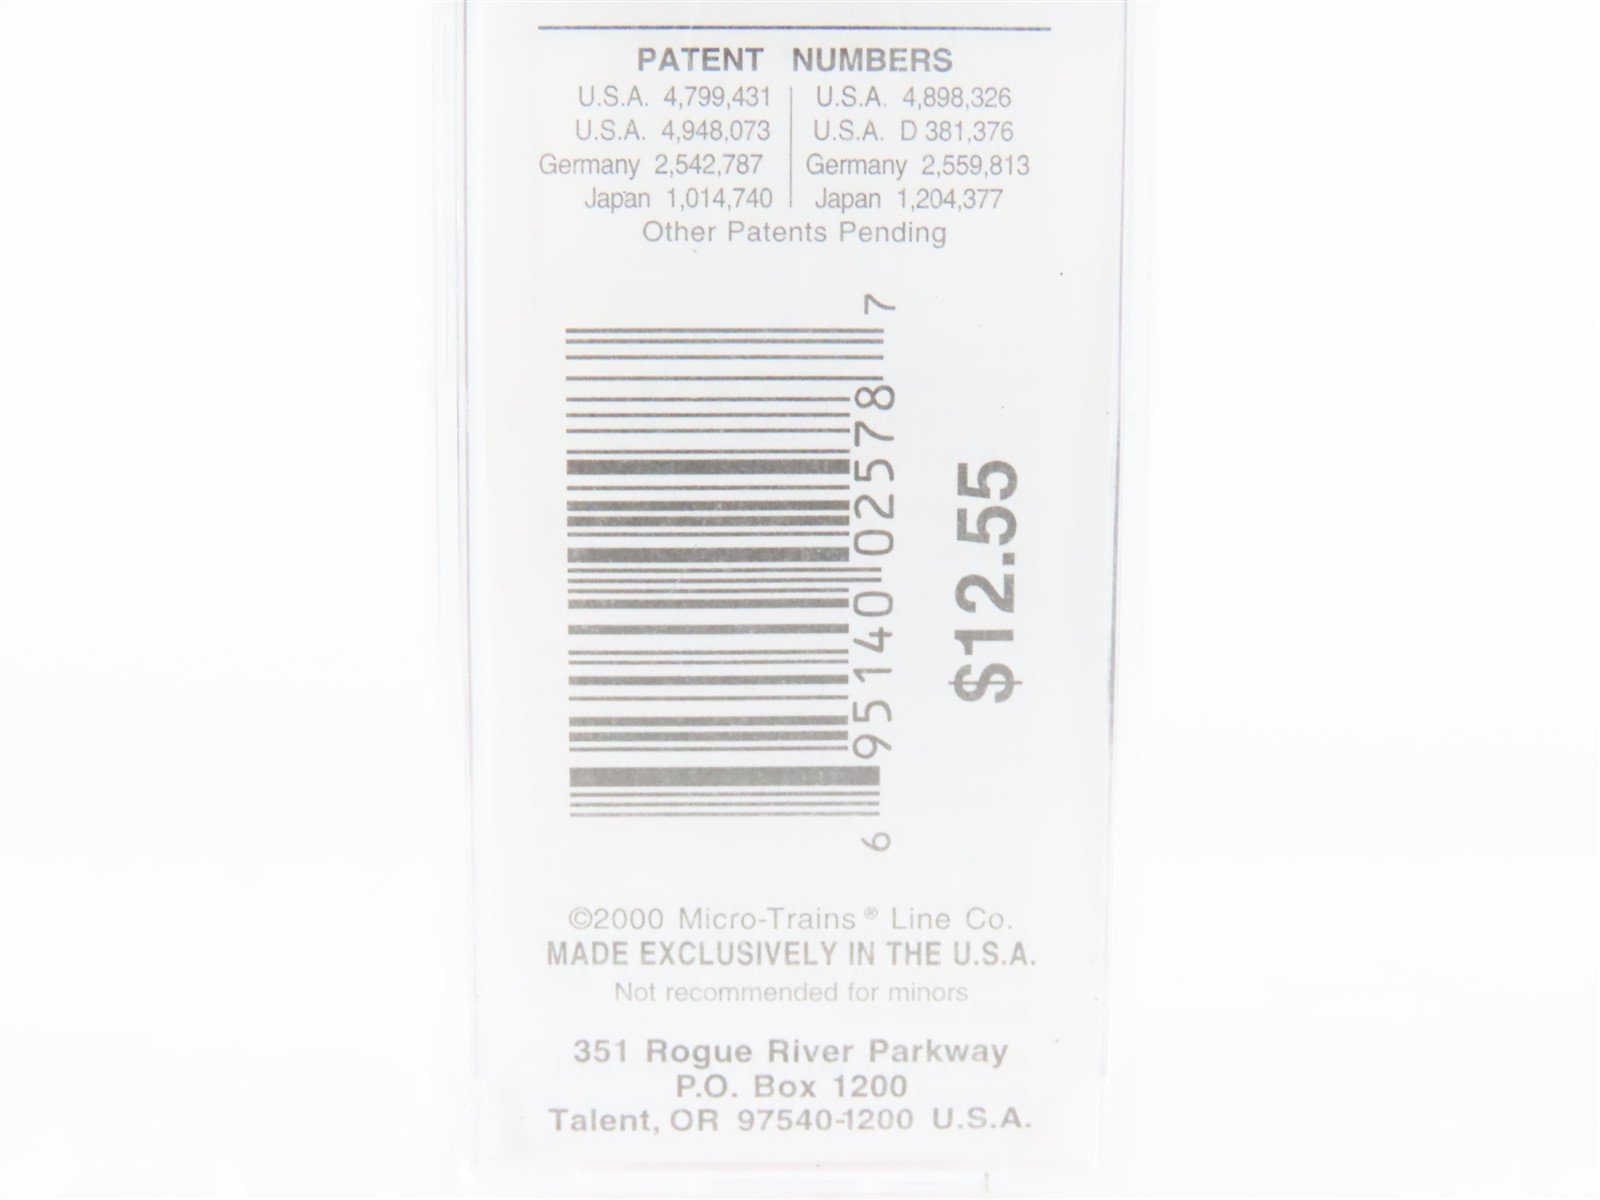 PATENT NUMBERS
U.S.A. 4,799,431 U.S.A. 4,898,326
U.S.A. 4,948,073 U.S.A. D 381,376
Germany 2,542,787 Germany 2,559,813
Japan 1,014,740 Japan 1,204,377
Other Patents Pending
6 95140 02578 7
$12.55
©2000 Micro-Trains® Line Co.
MADE EXCLUSIVELY IN THE U.S.A.
Not recommended for minors
351 Rogue River Parkway
P.O. Box 1200
Talent, OR 97540-1200 U.S.A.